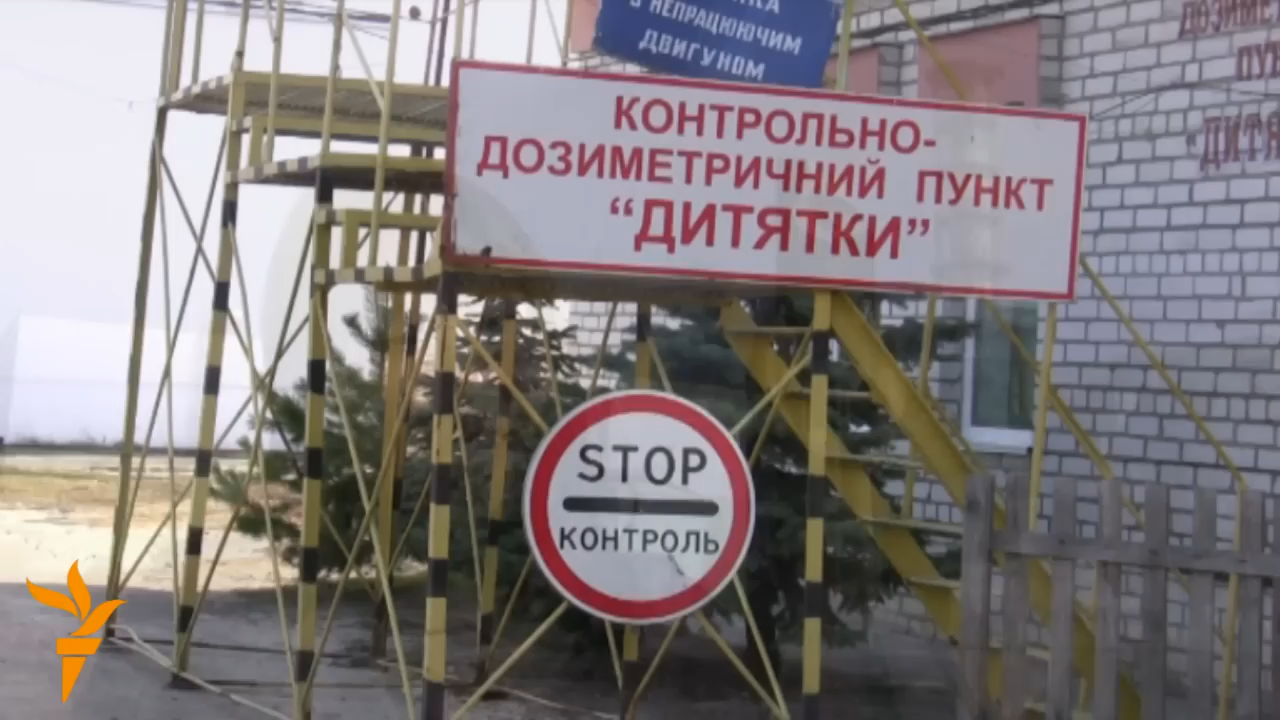 З НЕПРАЦЮЮЧИМ
ДВИГУНОМ
КОНТРОЛЬНО-
ДОЗИМЕТРИЧНИЙ ПУНКТ
“ДИТЯТКИ”
STOP
КОНТРОЛЬ